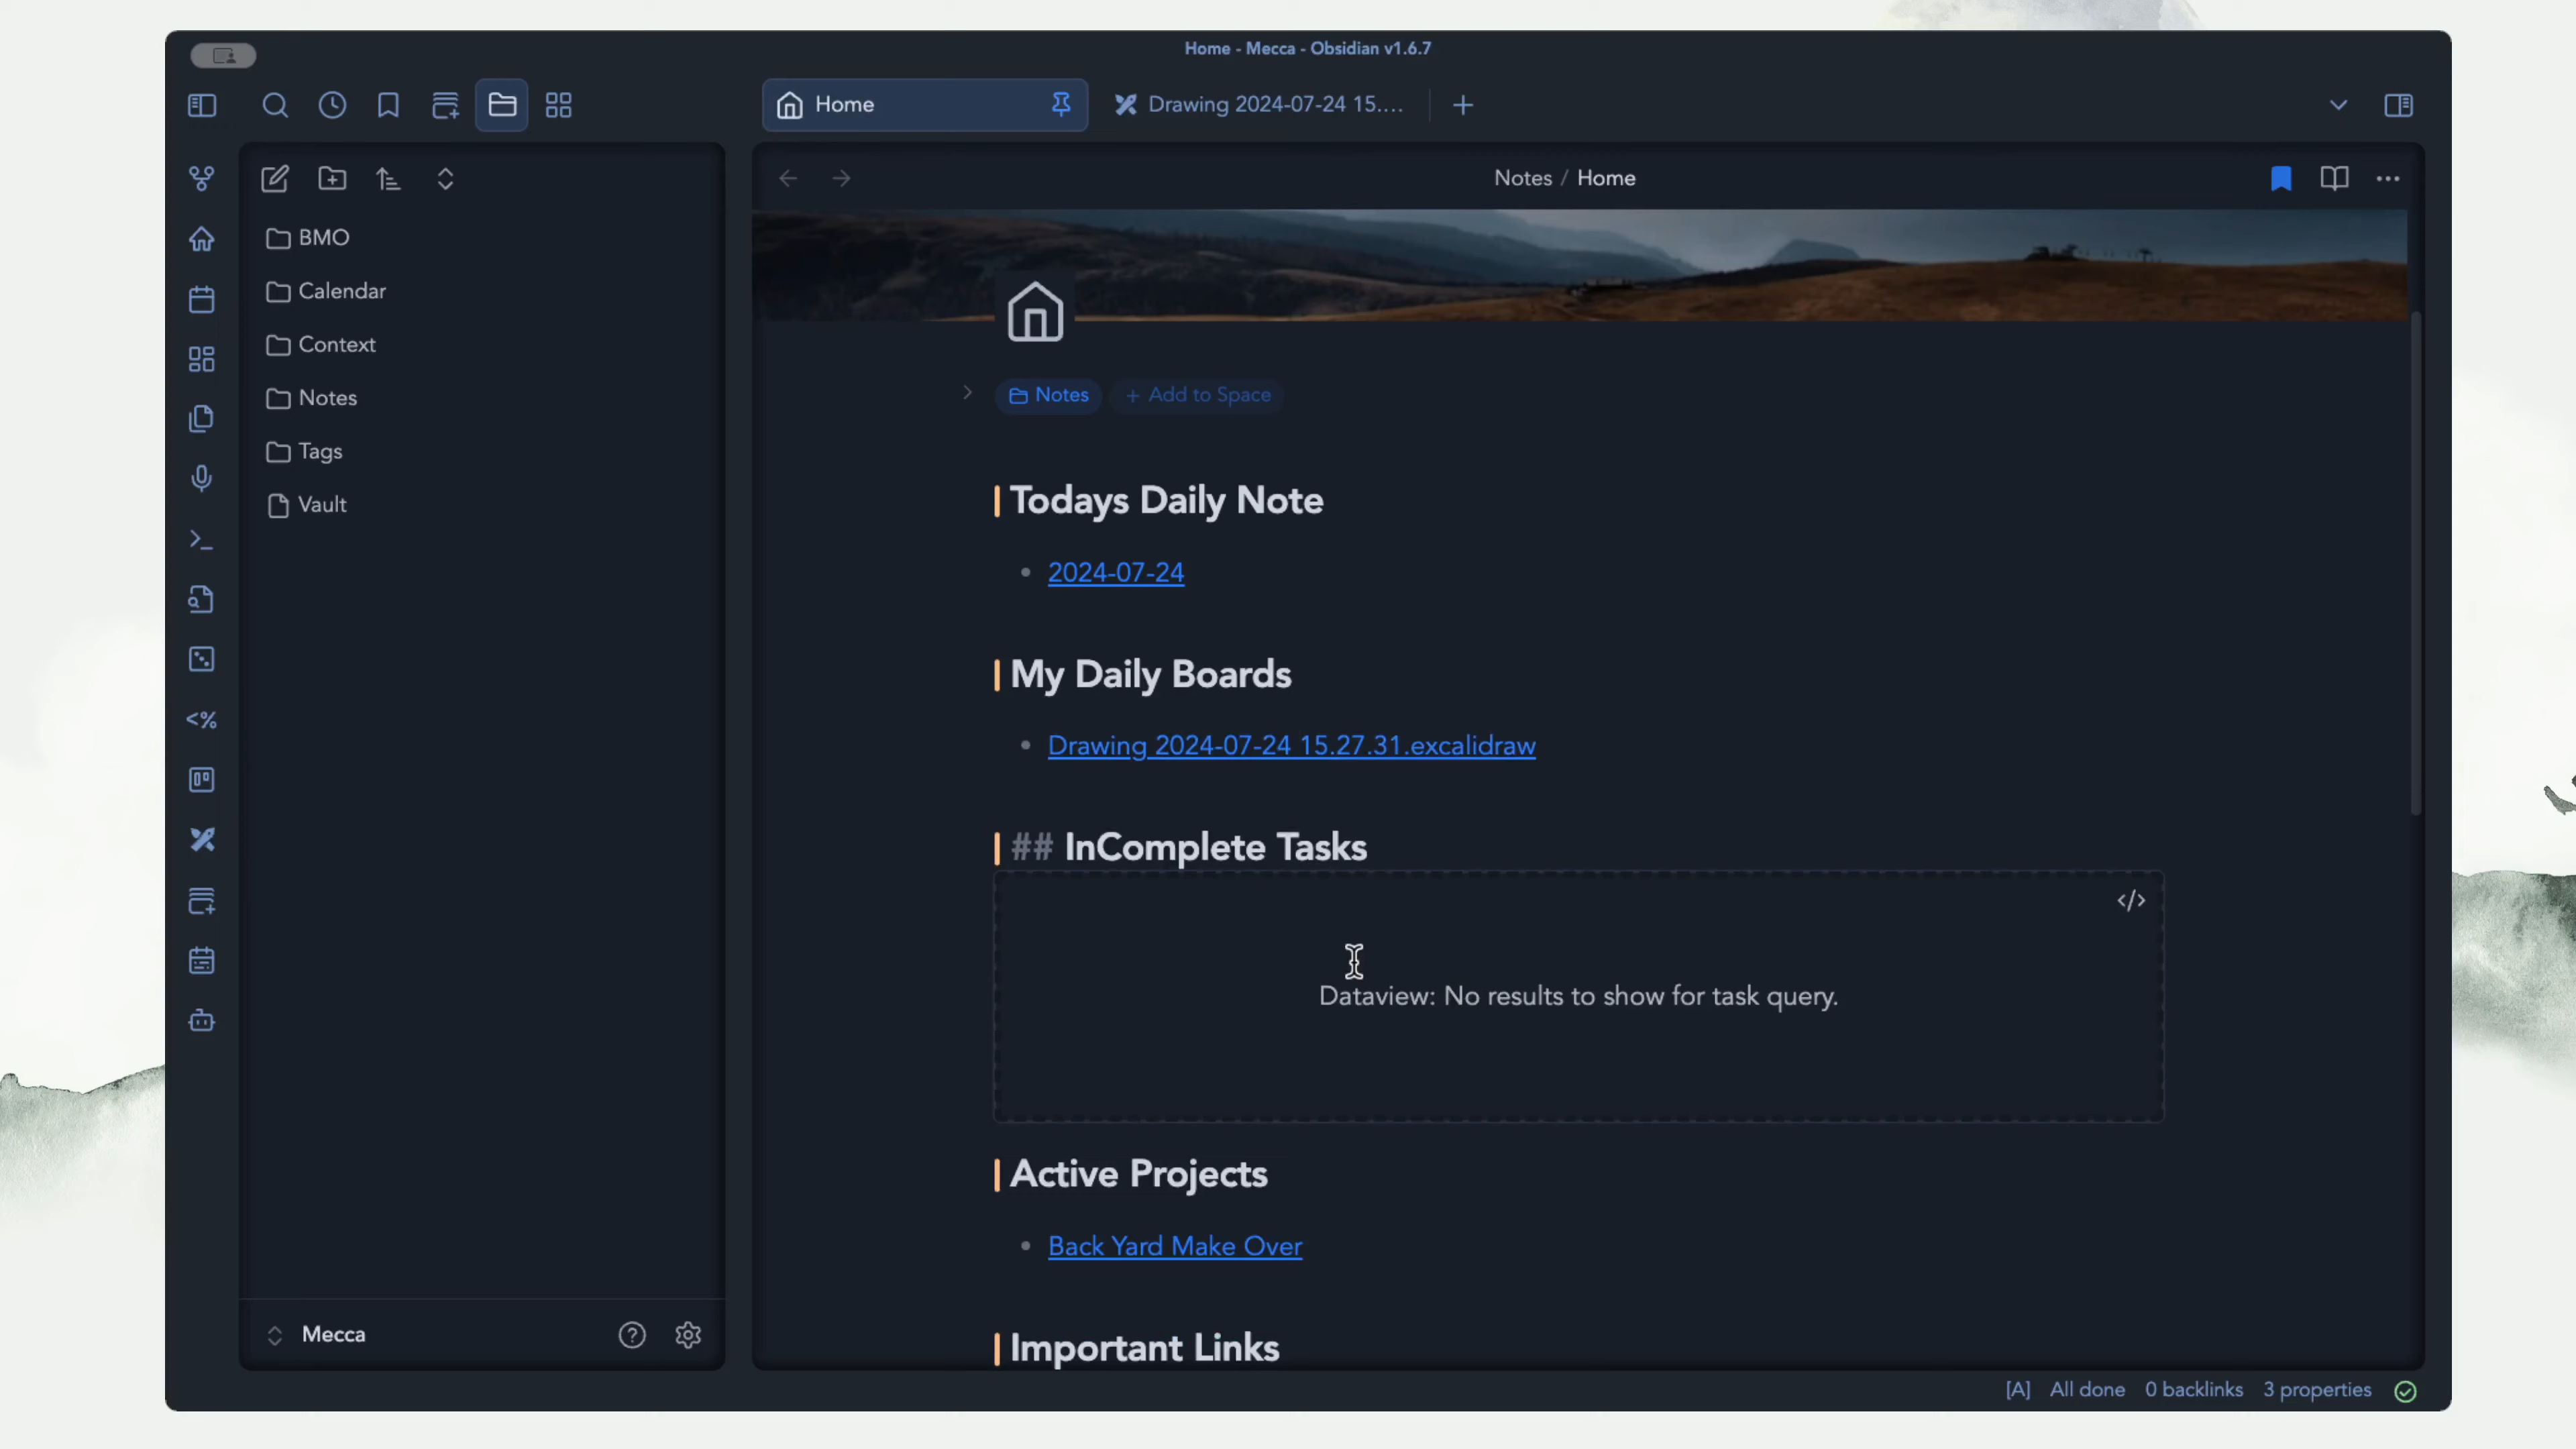 Home - Mecca - Obsidian v1.6.7
Home
Drawing 2024-07-24 15....
Notes / Home
BMO
Calendar
Context
Notes
Tags
Vault
Notes
+ Add to Space
Todays Daily Note
2024-07-24
My Daily Boards
Drawing 2024-07-24 15.27.31.excalidraw
## InComplete Tasks
</>
Dataview: No results to show for task query.
Active Projects
Back Yard Make Over
Important Links
Mecca
[A] All done 0 backlinks 3 properties